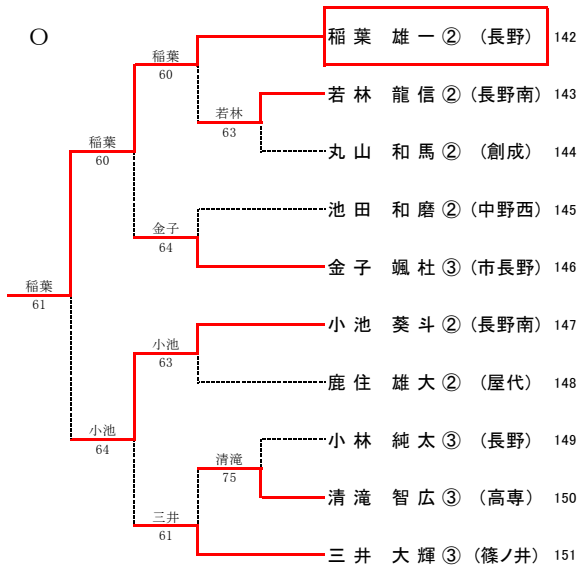 O
稲葉 雄一② (長野) 142
稲葉
60
若林 龍信② (長野南) 143
若林
63
丸山 和馬② (創成) 144
稲葉
60
池田 和磨② (中野西) 145
金子
64
金子 颯杜③ (市長野) 146
稲葉
61
小池 葵斗② (長野南) 147
小池
63
鹿住 雄大② (屋代) 148
小池
64
小林 純太③ (長野) 149
清滝
75
清滝 智広③ (高専) 150
三井
61
三井 大輝③ (篠ノ井) 151